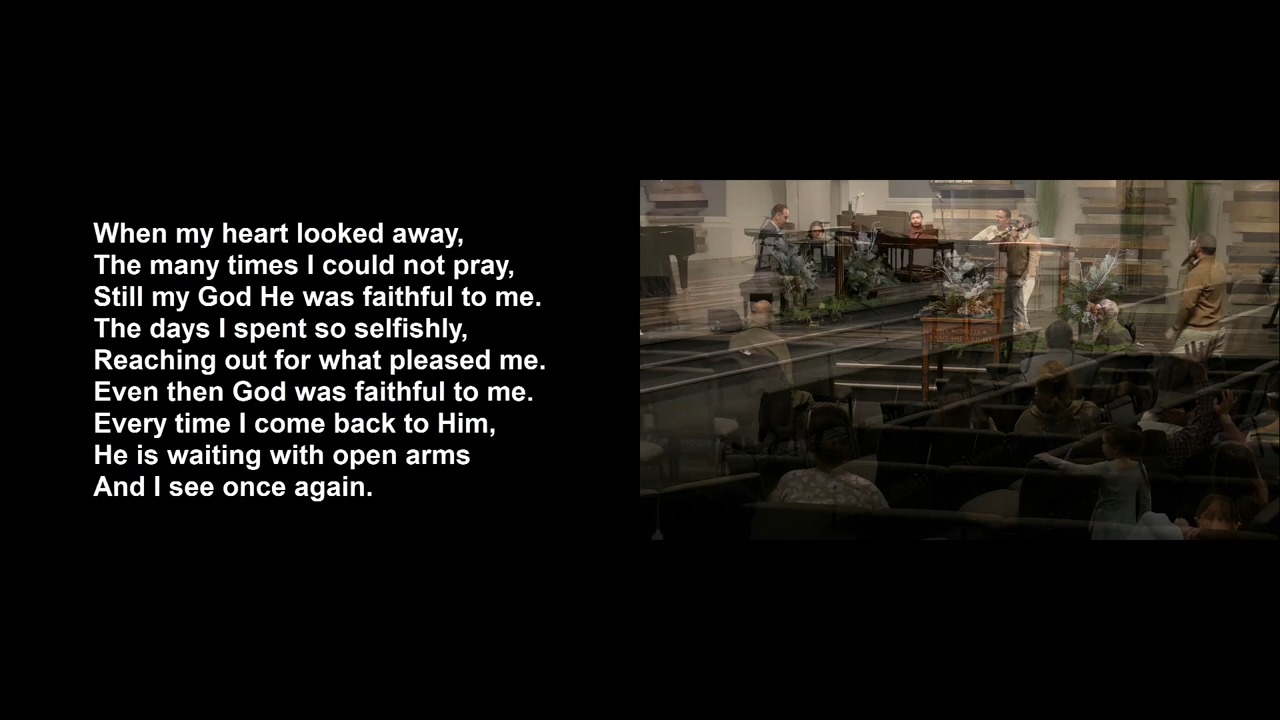 When my heart looked away,
The many times I could not pray,
Still my God He was faithful to me.
The days I spent so selfishly,
Reaching out for what pleased me.
Even then God was faithful to me.
Every time I come back to Him,
He is waiting with open arms
And I see once again.